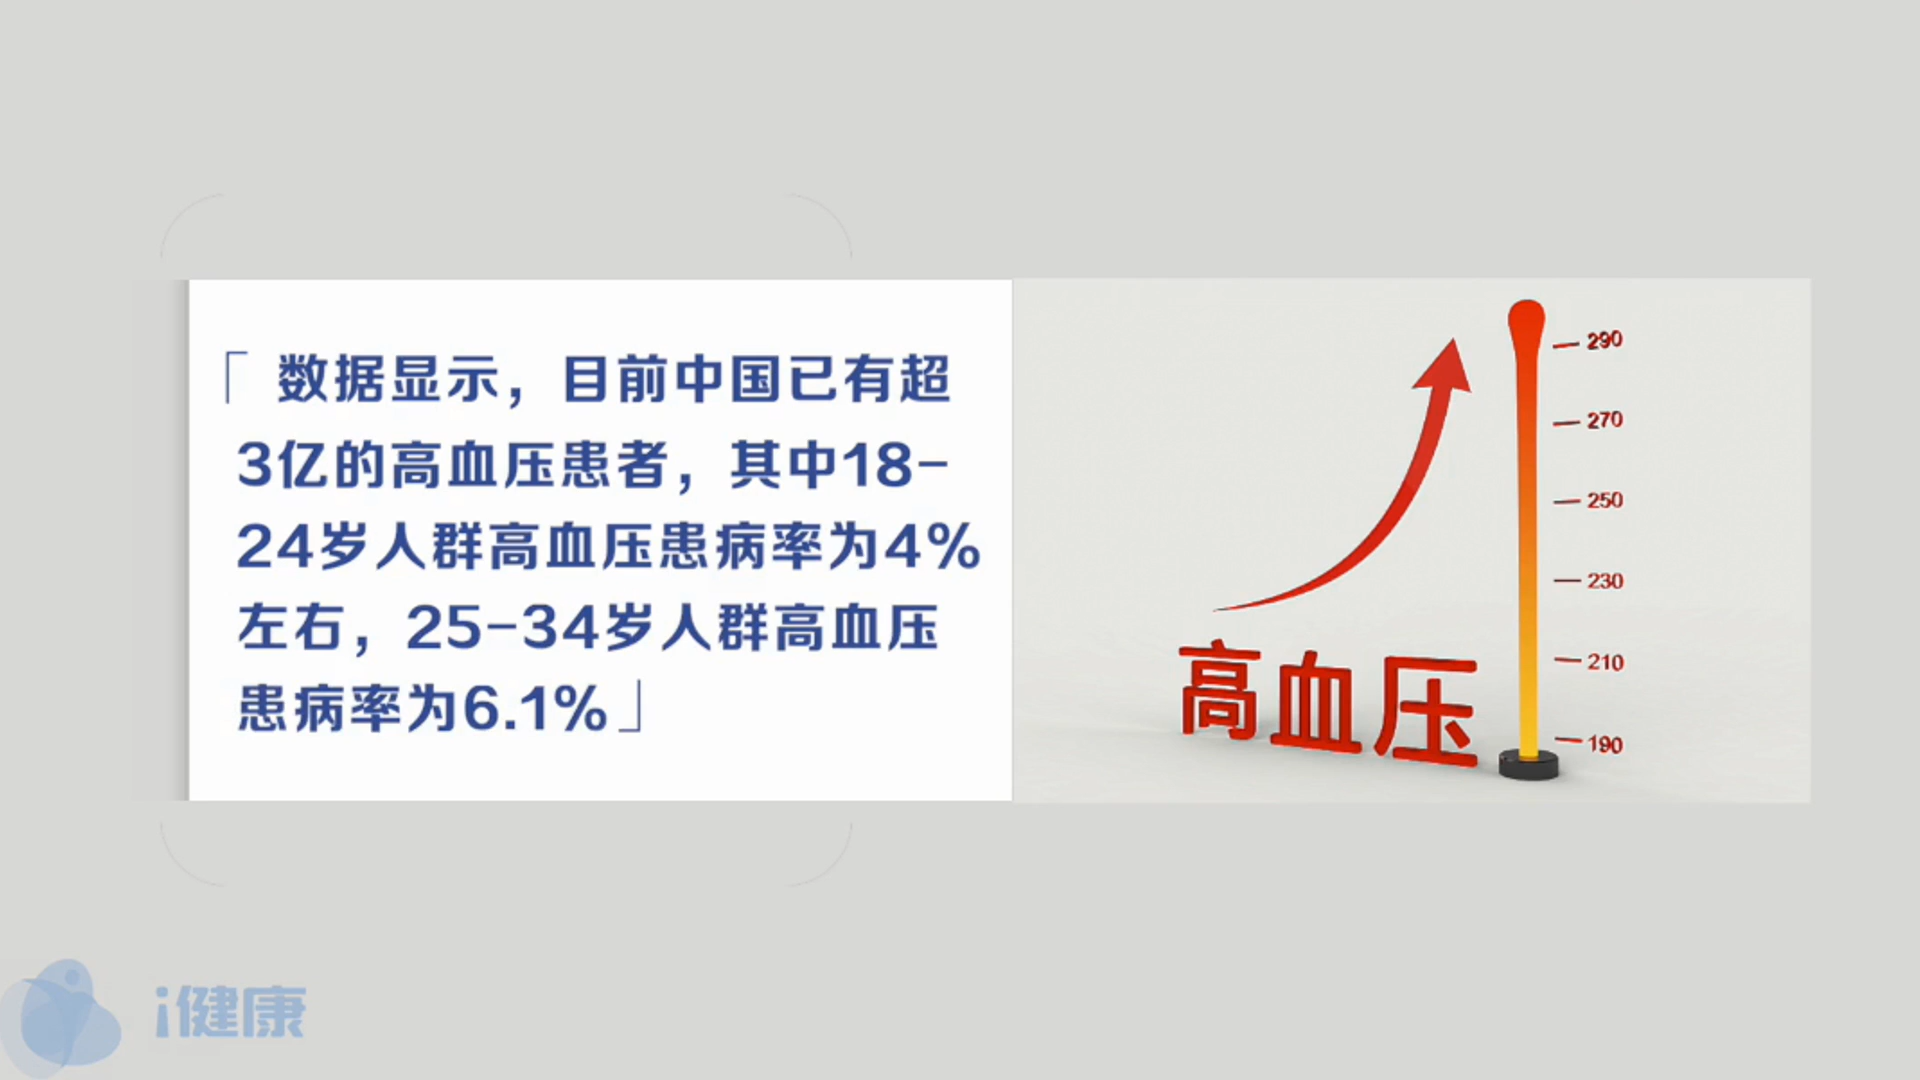 「 数据显示，目前中国已有超
3亿的高血压患者，其中18-
24岁人群高血压患病率为4%
左右，25-34岁人群高血压
患病率为6.1%」
290
270
250
230
210
190
高血压
i健康